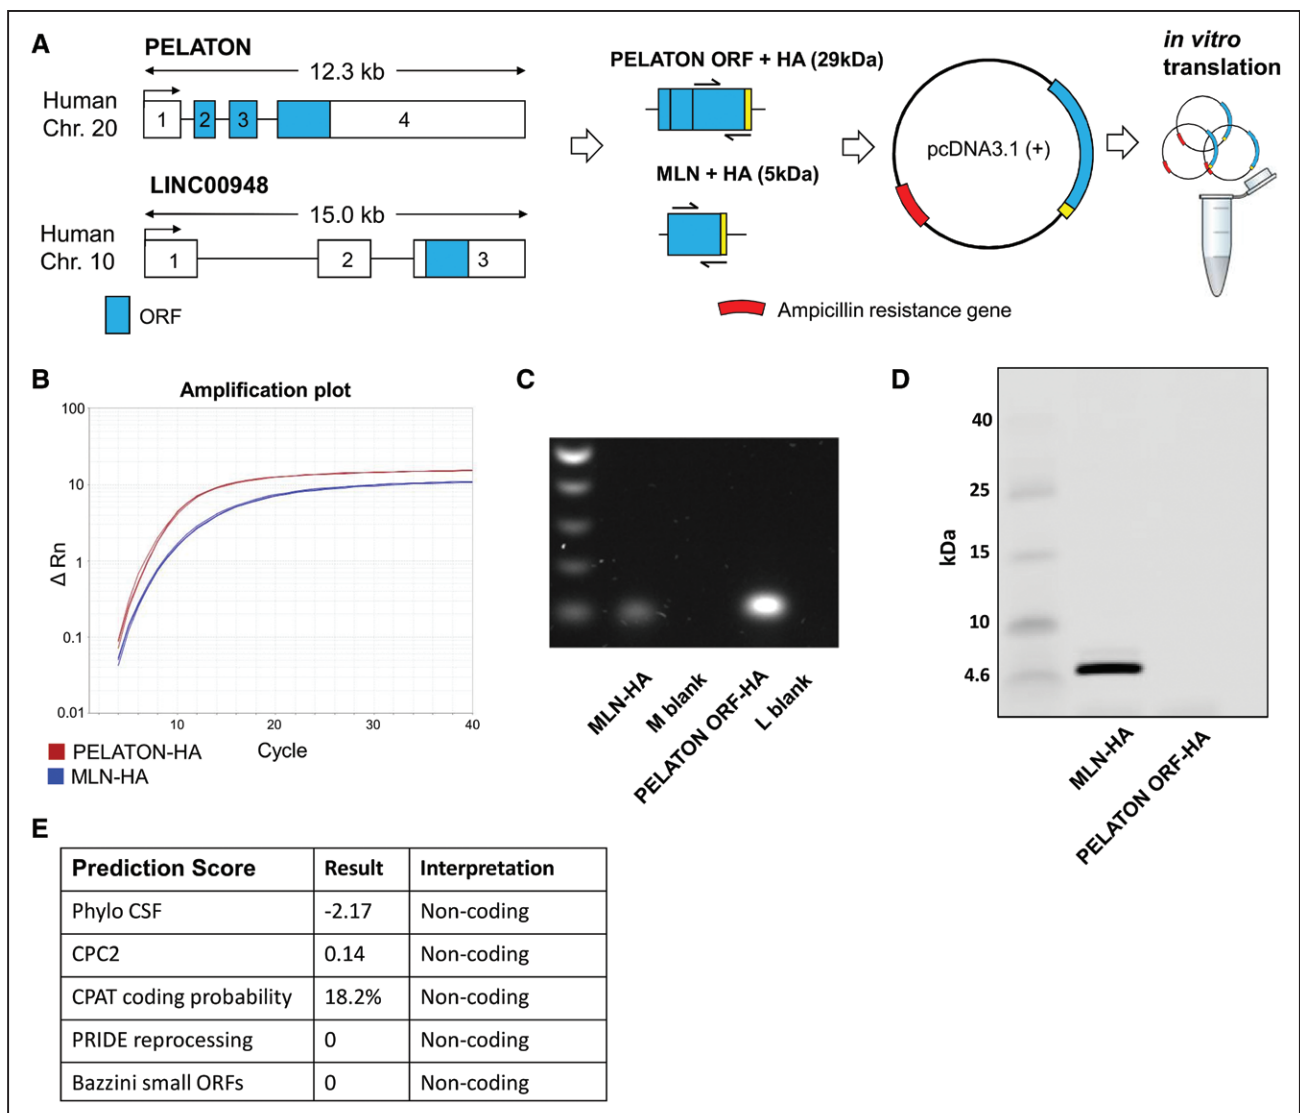 A
PELATON
12.3 kb
Human
Chr. 20
1
2
3
4
LINC00948
15.0 kb
Human
Chr. 10
1
2
3
ORF
PELATON ORF + HA (29kDa)
MLN + HA (5kDa)
pcDNA3.1 (+)
Ampicillin resistance gene
in vitro
translation
B
Amplification plot
Δ Rn
100
10
1
0.1
0.01
10
20
30
40
Cycle
PELATON-HA
MLN-HA
C
MLN-HA
M blank
PELATON ORF-HA
L blank
D
kDa
40
25
15
10
4.6
MLN-HA
PELATON ORF-HA
E
Prediction Score Result Interpretation
Phylo CSF -2.17 Non-coding
CPC2 0.14 Non-coding
CPAT coding probability 18.2% Non-coding
PRIDE reprocessing 0 Non-coding
Bazzini small ORFs 0 Non-coding